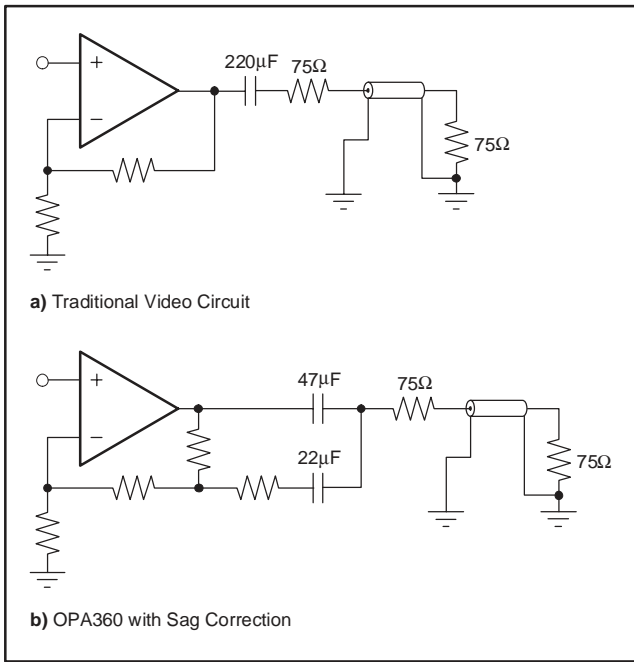 +
−
220µF
75Ω
75Ω
a) Traditional Video Circuit
+
−
47µF
22µF
75Ω
75Ω
b) OPA360 with Sag Correction